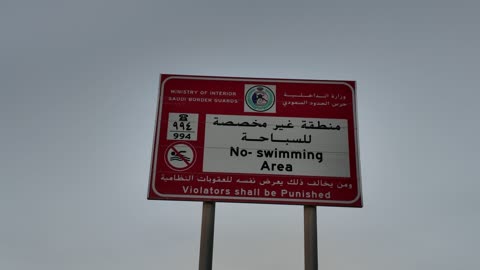 MINISTRY OF INTERIOR
SAUDI BORDER GUARDS
وزارة الداخلية
حرس الحدود السعودي
٩٩٤
994
منطقة غير مخصصة
للسباحة
No- swimming
Area
ومن يخالف ذلك يعرض نفسه للعقوبات النظامية
Violators shall be Punished